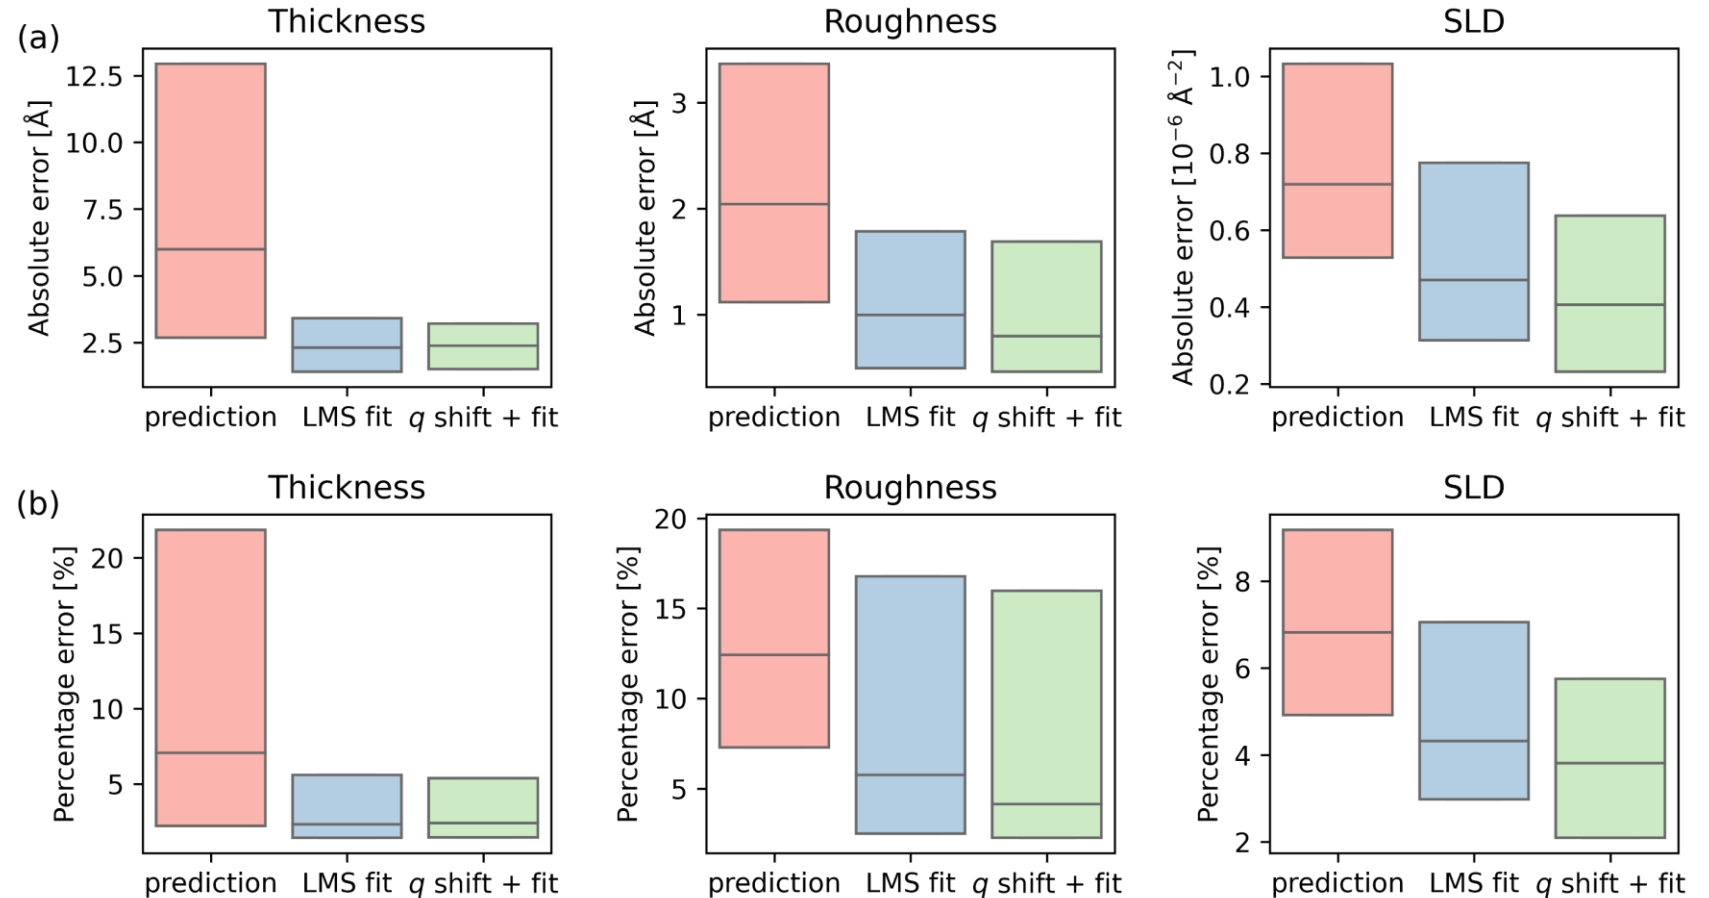 (a)
Thickness
Absolute error [Å]
12.5
10.0
7.5
5.0
2.5
prediction
LMS fit
q shift + fit
Roughness
Absolute error [Å]
3
2
1
prediction
LMS fit
q shift + fit
SLD
Absolute error [10⁻⁶ Å⁻²]
1.0
0.8
0.6
0.4
0.2
prediction
LMS fit
q shift + fit
(b)
Thickness
Percentage error [%]
20
15
10
5
prediction
LMS fit
q shift + fit
Roughness
Percentage error [%]
20
15
10
5
prediction
LMS fit
q shift + fit
SLD
Percentage error [%]
8
6
4
2
prediction
LMS fit
q shift + fit